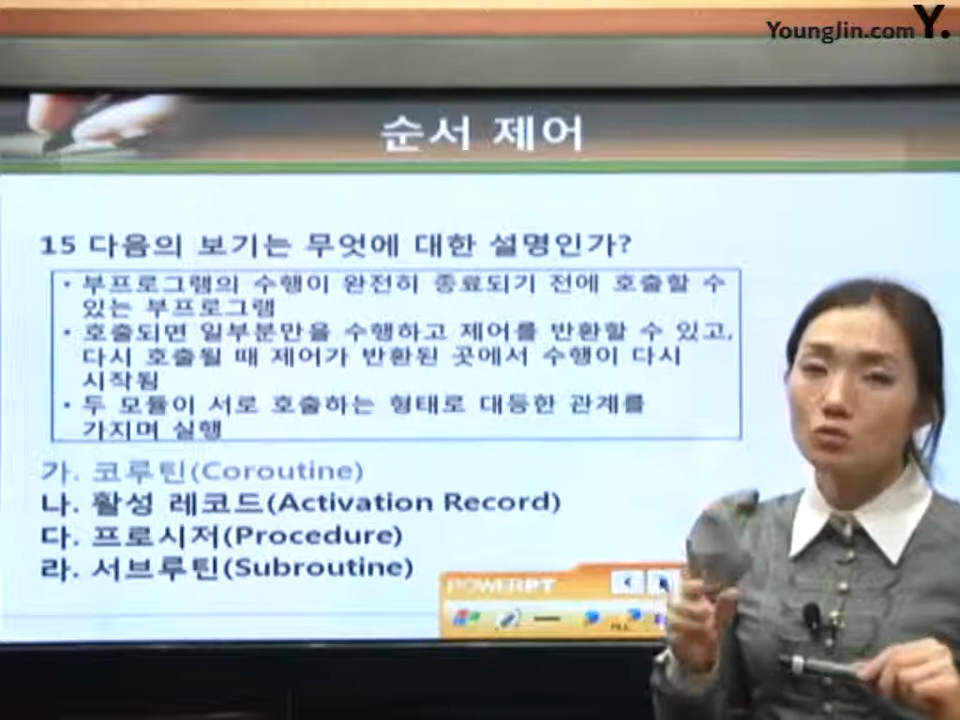 YoungJin.com Y.
순서 제어
15 다음의 보기는 무엇에 대한 설명인가?
• 부프로그램의 수행이 완전히 종료되기 전에 호출할 수
있는 부프로그램
• 호출되면 일부분만을 수행하고 제어를 반환할 수 있고,
다시 호출될 때 제어가 반환된 곳에서 수행이 다시
시작됨
• 두 모듈이 서로 호출하는 형태로 대등한 관계를
가지며 실행
가. 코루틴(Coroutine)
나. 활성 레코드(Activation Record)
다. 프로시저(Procedure)
라. 서브루틴(Subroutine)
POWERPT